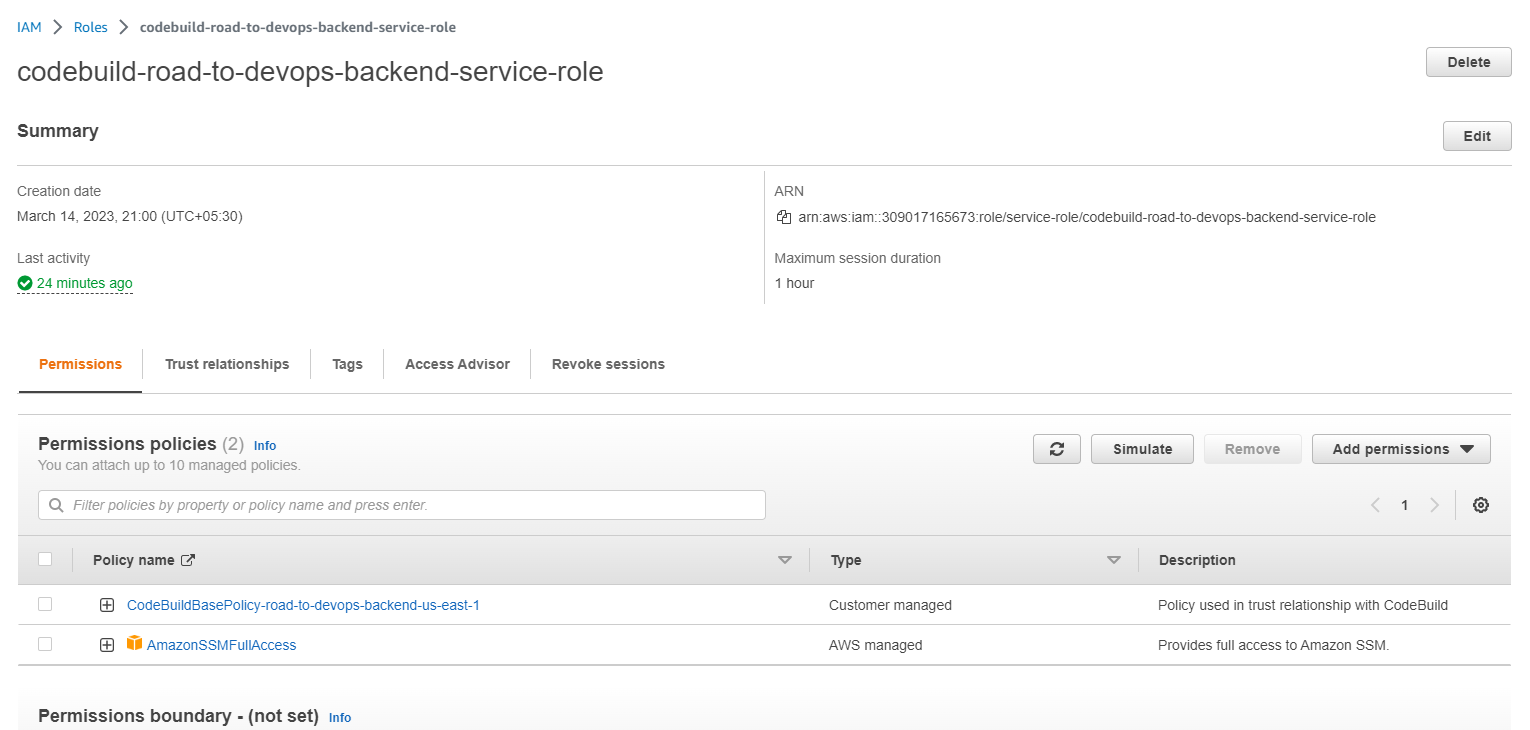 IAM > Roles > codebuild-road-to-devops-backend-service-role
codebuild-road-to-devops-backend-service-role
Delete
Summary
Edit
Creation date
March 14, 2023, 21:00 (UTC+05:30)
ARN
arn:aws:iam::309017165673:role/service-role/codebuild-road-to-devops-backend-service-role
Last activity
24 minutes ago
Maximum session duration
1 hour
Permissions Trust relationships Tags Access Advisor Revoke sessions
Permissions policies (2) Info
You can attach up to 10 managed policies.
Simulate Remove Add permissions
Filter policies by property or policy name and press enter.
1
Policy name Type Description
CodeBuildBasePolicy-road-to-devops-backend-us-east-1 Customer managed Policy used in trust relationship with CodeBuild
AmazonSSMFullAccess AWS managed Provides full access to Amazon SSM.
Permissions boundary - (not set) Info